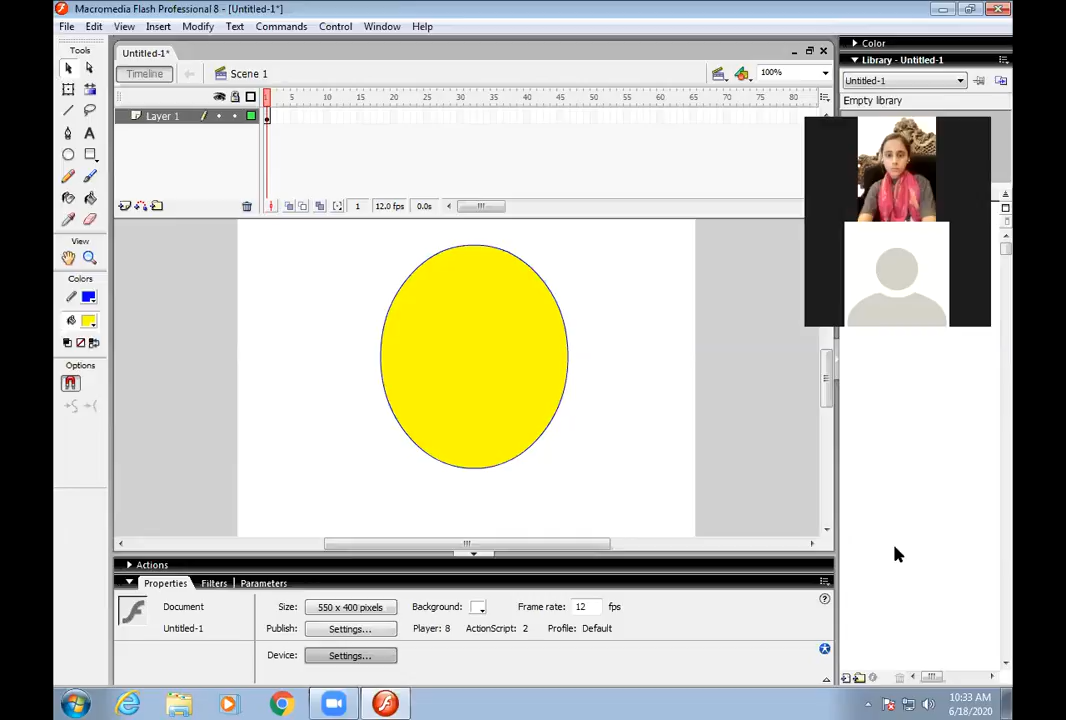 Macromedia Flash Professional 8 - [Untitled-1*]
File Edit View Insert Modify Text Commands Control Window Help
Tools
Untitled-1*
Color
Library - Untitled-1
Timeline
Scene 1
100%
Untitled-1
Empty library
1 5 10 15 20 25 30 35 40 45 50 55 60 65 70 75 80
Layer 1
1 12.0 fps 0.0s
View
Colors
Options
Actions
Properties Filters Parameters
Document
Untitled-1
Size: 550 x 400 pixels Background: Frame rate: 12 fps
Publish: Settings... Player: 8 ActionScript: 2 Profile: Default
Device: Settings...
10:33 AM
6/18/2020